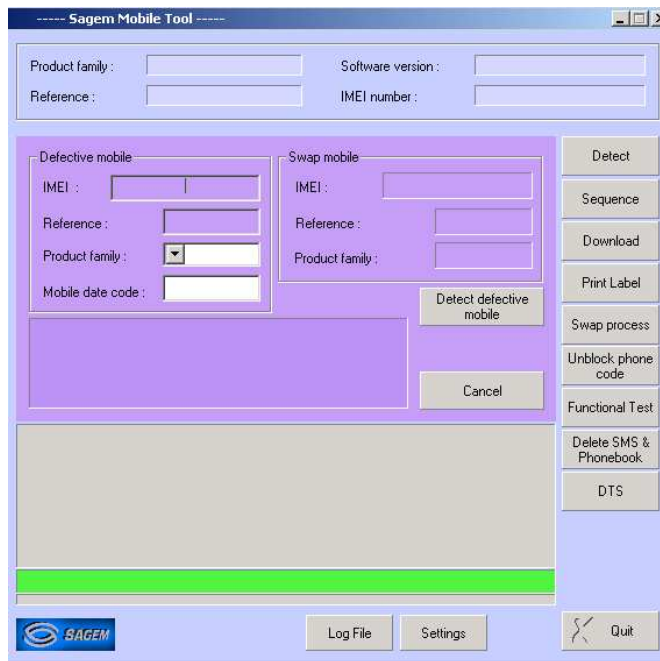 ----- Sagem Mobile Tool -----
Product family :
Software version :
Reference :
IMEI number :
Defective mobile
IMEI :
Reference :
Product family :
Mobile date code :
Swap mobile
IMEI :
Reference :
Product family :
Detect defective
mobile
Cancel
Detect
Sequence
Download
Print Label
Swap process
Unblock phone
code
Functional Test
Delete SMS &
Phonebook
DTS
SAGEM
Log File
Settings
Quit